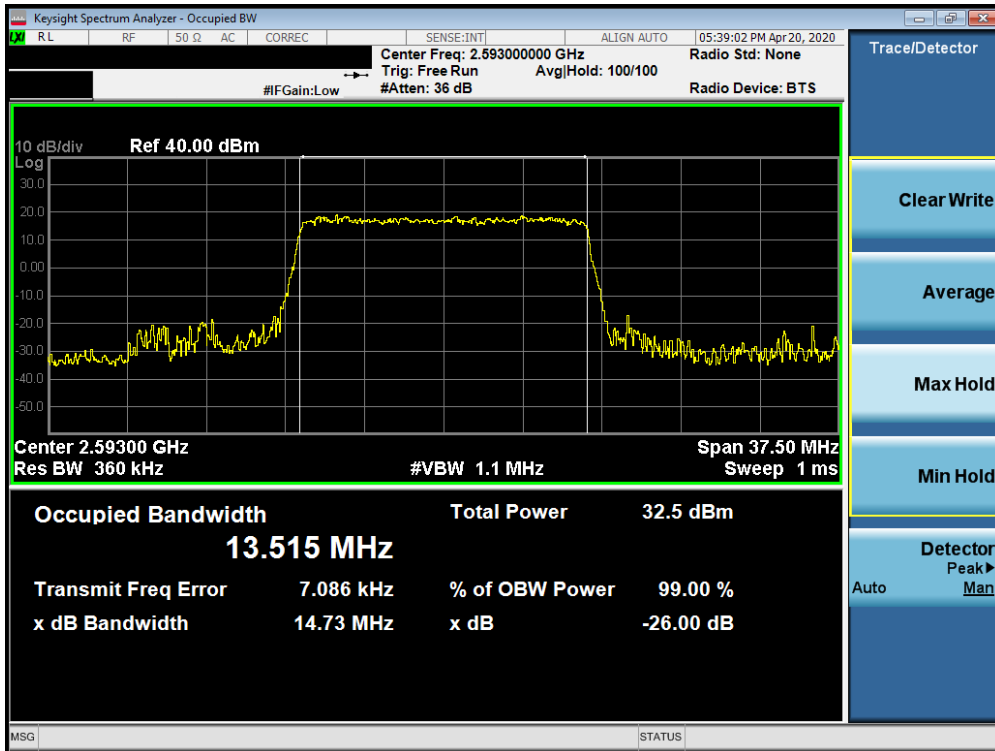 Keysight Spectrum Analyzer - Occupied BW
LXI RL RF 50 Ω AC CORREC SENSE:INT ALIGN AUTO 05:39:02 PM Apr 20, 2020
Center Freq: 2.593000000 GHz Radio Std: None
Trig: Free Run Avg|Hold: 100/100
#IFGain:Low #Atten: 36 dB Radio Device: BTS
Trace/Detector
10 dB/div Ref 40.00 dBm
Log
30.0
20.0
10.0
0.00
-10.0
-20.0
-30.0
-40.0
-50.0
Center 2.59300 GHz Span 37.50 MHz
Res BW 360 kHz #VBW 1.1 MHz Sweep 1 ms
Occupied Bandwidth Total Power 32.5 dBm
13.515 MHz
Transmit Freq Error 7.086 kHz % of OBW Power 99.00 %
x dB Bandwidth 14.73 MHz x dB -26.00 dB
Clear Write
Average
Max Hold
Min Hold
Detector
Peak▶
Auto Man
MSG STATUS